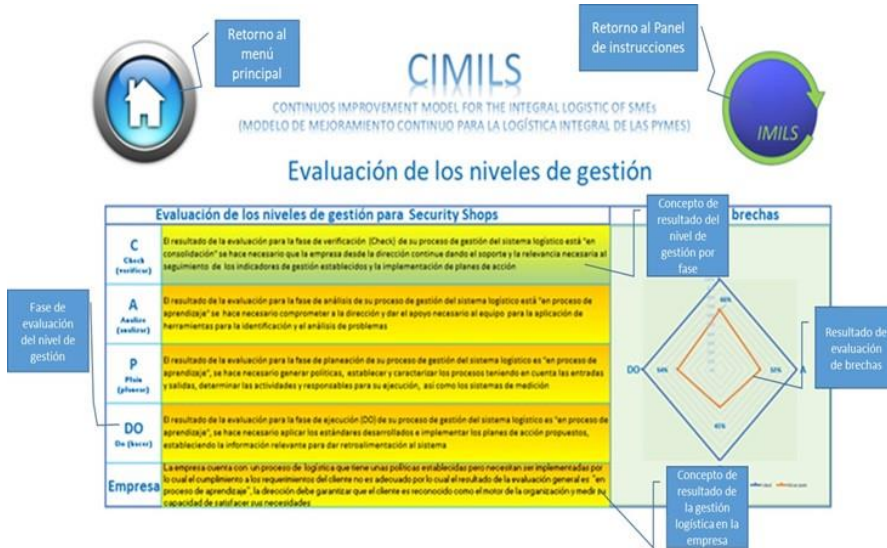 Retorno al
menú
principal
Retorno al Panel
de instrucciones
CIMILS
CONTINUOS IMPROVEMENT MODEL FOR THE INTEGRAL LOGISTIC OF SMEs
(MODELO DE MEJORAMIENTO CONTINUO PARA LA LOGÍSTICA INTEGRAL DE LAS PYMES)
IMILS
Evaluación de los niveles de gestión
Evaluación de los niveles de gestión para Security Shops
brechas
Concepto de
resultado del
nivel de
gestión por
fase
C
Check
(verificar)
El resultado de la evaluación para la fase de verificación (Check) de su proceso de gestión del sistema logístico está "en
consolidación" se hace necesario que la empresa desde la dirección continue dando el soporte y la relevancia necesaria al
seguimiento de los indicadores de gestión establecidos y la implementación de planes de acción
Fase de
evaluación
del nivel de
gestión
A
(analizar)
El resultado de la evaluación para la fase de análisis de su proceso de gestión del sistema logístico está "en proceso de
aprendizaje" se hace necesario comprometer a la dirección y dar el apoyo necesario al equipo para la aplicación de
herramientas para la identificación y el análisis de problemas
P
(planear)
El resultado de la evaluación para la fase de planeación de su proceso de gestión del sistema logístico es "en proceso de
aprendizaje", se hace necesario generar políticas, establecer y caracterizar los procesos teniendo en cuenta las entradas
y salidas, determinar las actividades y responsables para su ejecución, así como los sistemas de medición
DO
Do (hacer)
El resultado de la evaluación para la fase de ejecución (DO) de su proceso de gestión del sistema logístico es "en proceso de
aprendizaje", se hace necesario aplicar los estándares desarrollados e implementar los planes de acción propuestos,
estableciendo la información relevante para dar retroalimentación al sistema
Empresa
La empresa cuenta con un proceso de logística que tiene unas políticas establecidas pero necesitan ser implementadas por
lo cual el cumplimiento a los requerimientos del cliente no es adecuado por lo cual el resultado de la evaluación general es "en
proceso de aprendizaje", la dirección debe garantizar que el cliente es reconocido como el motor de la organización y medir su
capacidad de satisfacer sus necesidades
DO
A
Resultado de
evaluación
de brechas
Concepto de
resultado de
la gestión
logística en la
empresa